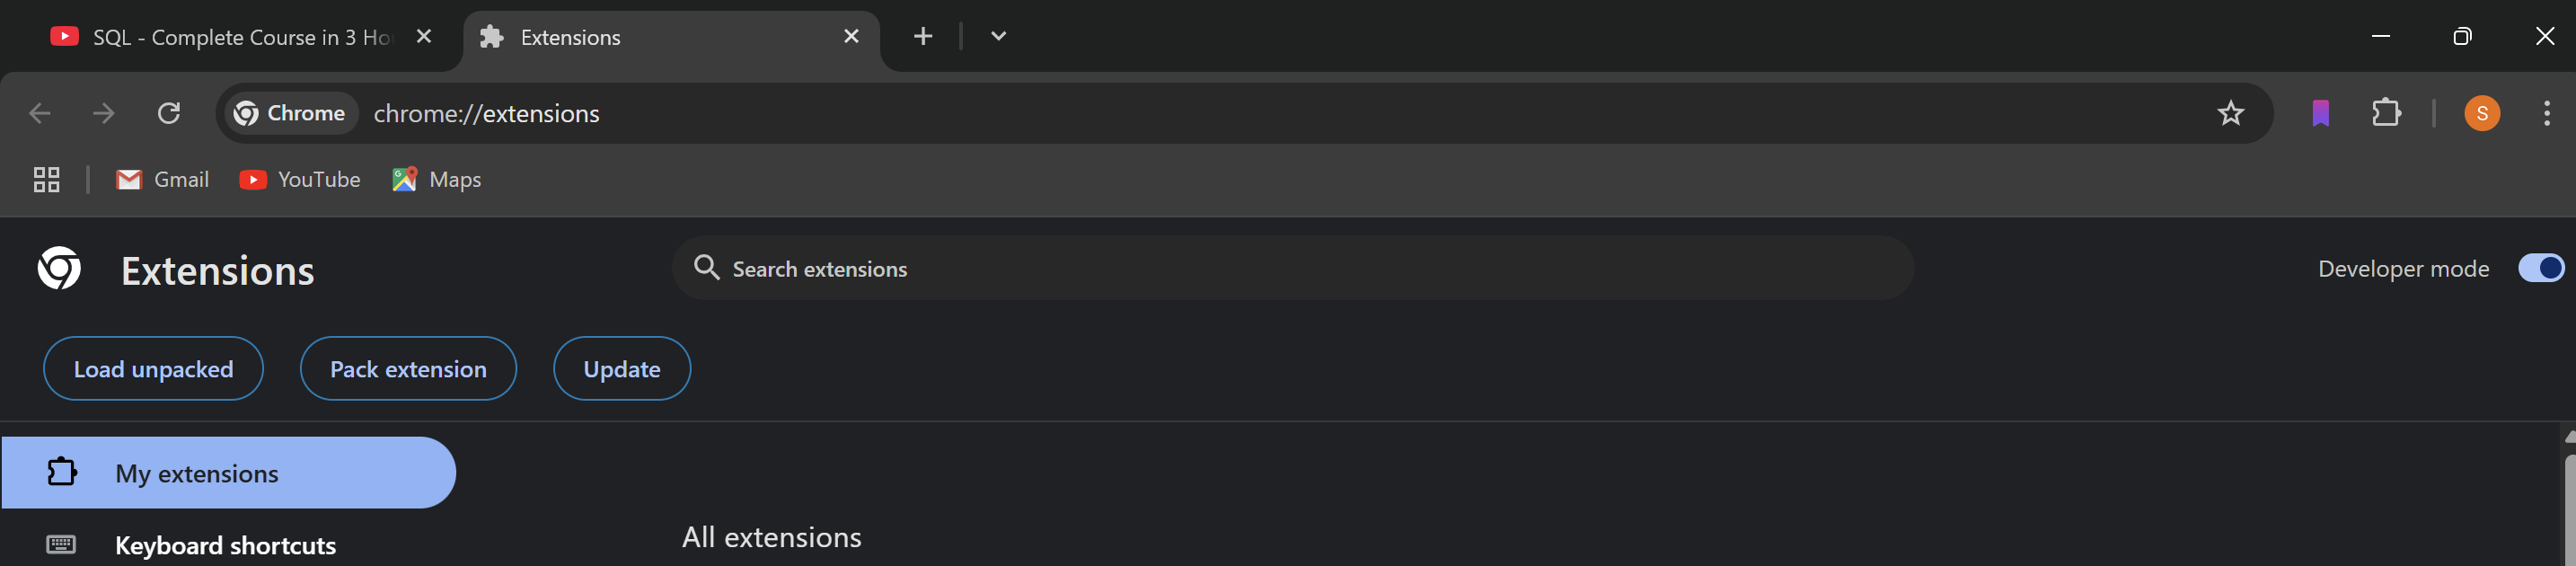 SQL - Complete Course in 3 Ho
Extensions
Chrome
chrome://extensions
S
Gmail
YouTube
Maps
Extensions
Search extensions
Developer mode
Load unpacked
Pack extension
Update
My extensions
Keyboard shortcuts
All extensions